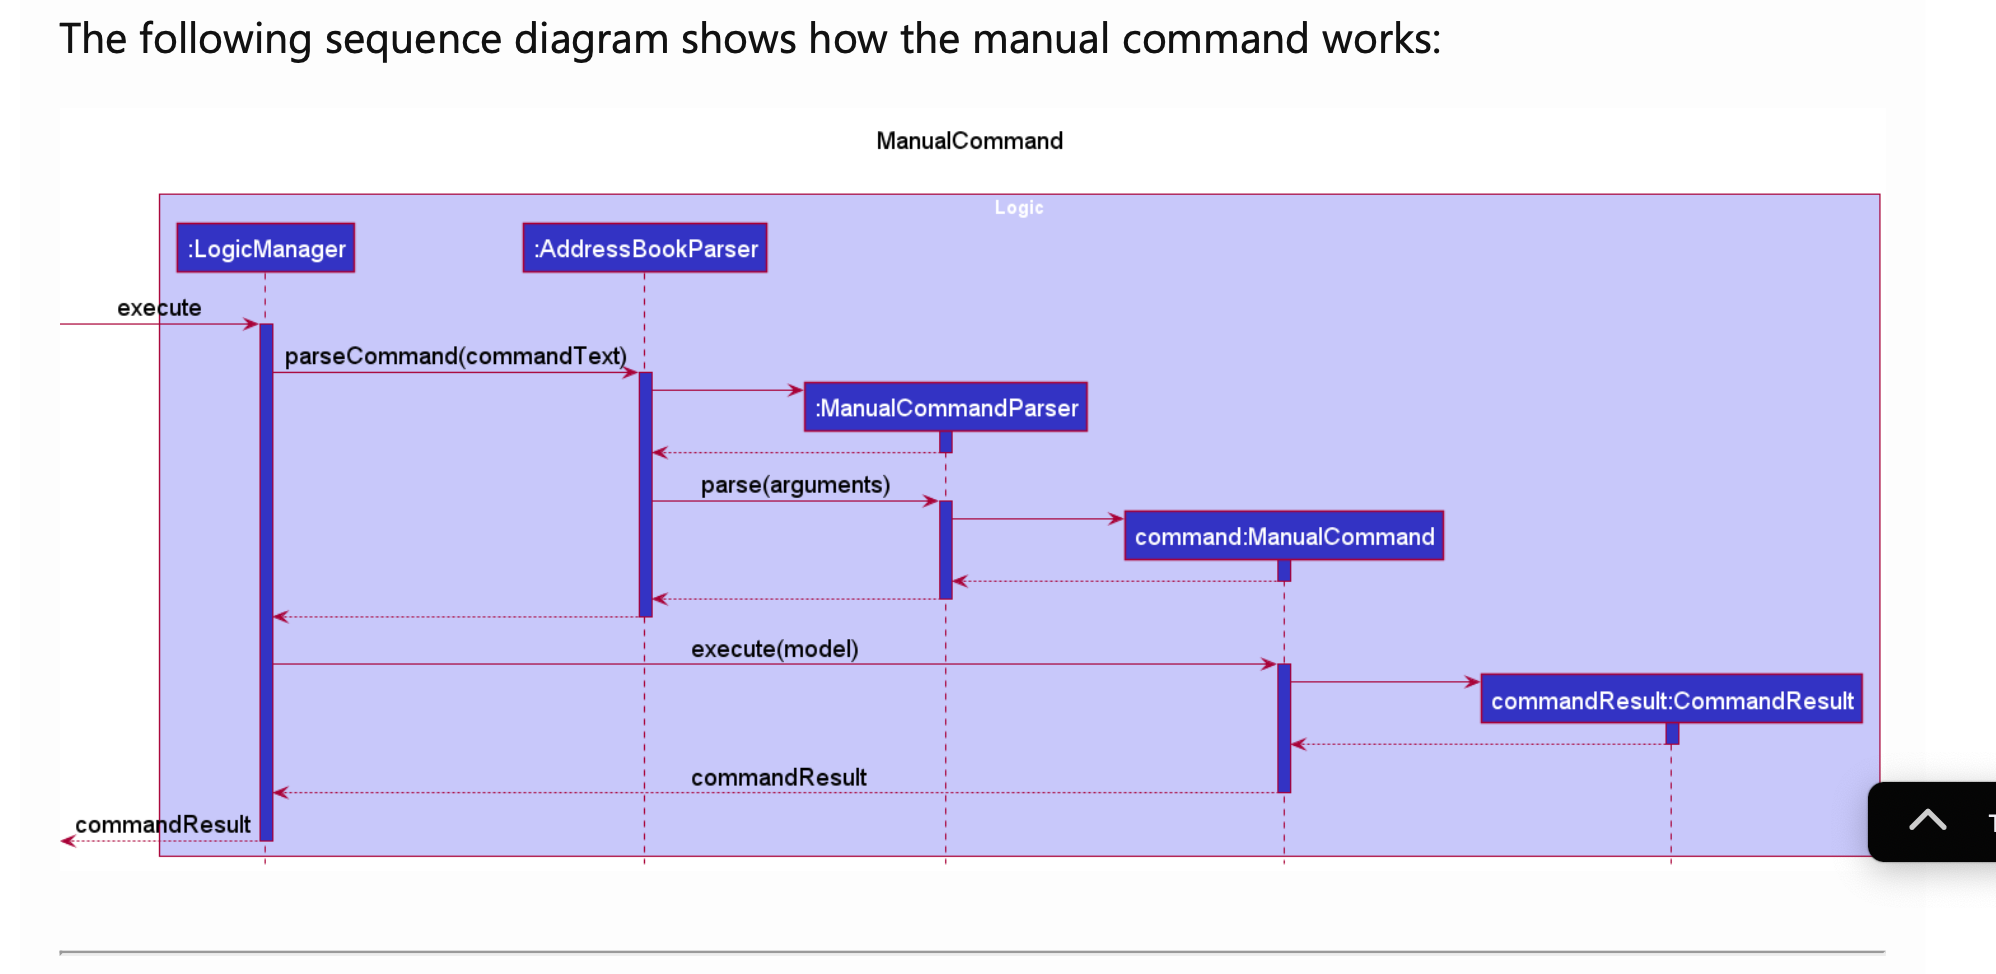 The following sequence diagram shows how the manual command works:
ManualCommand
Logic
:LogicManager
:AddressBookParser
execute
parseCommand(commandText)
:ManualCommandParser
parse(arguments)
command:ManualCommand
execute(model)
commandResult:CommandResult
commandResult
commandResult